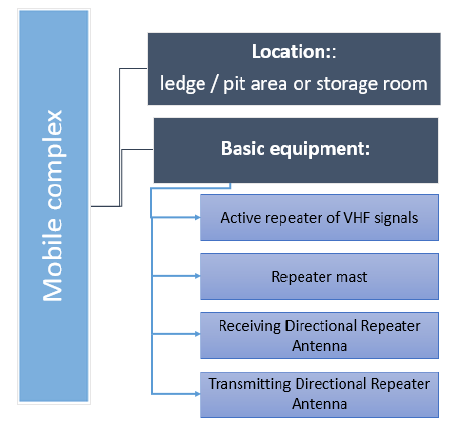 Mobile complex
Location::
ledge / pit area or storage room
Basic equipment:
Active repeater of VHF signals
Repeater mast
Receiving Directional Repeater
Antenna
Transmitting Directional Repeater
Antenna